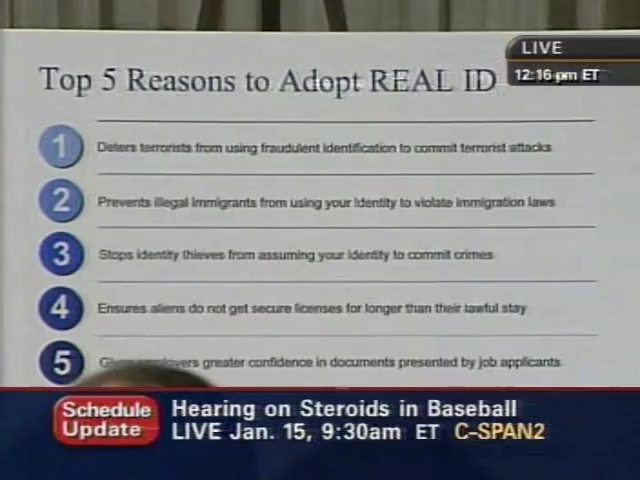 LIVE
12:16 pm ET
Top 5 Reasons to Adopt REAL ID
1 Deters terrorists from using fraudulent identification to commit terrorist attacks
2 Prevents illegal immigrants from using your identity to violate immigration laws
3 Stops identity thieves from assuming your identity to commit crimes
4 Ensures aliens do not get secure licenses for longer than their lawful stay
5 Gives employers greater confidence in documents presented by job applicants
Schedule Update
Hearing on Steroids in Baseball
LIVE Jan. 15, 9:30am ET C-SPAN2